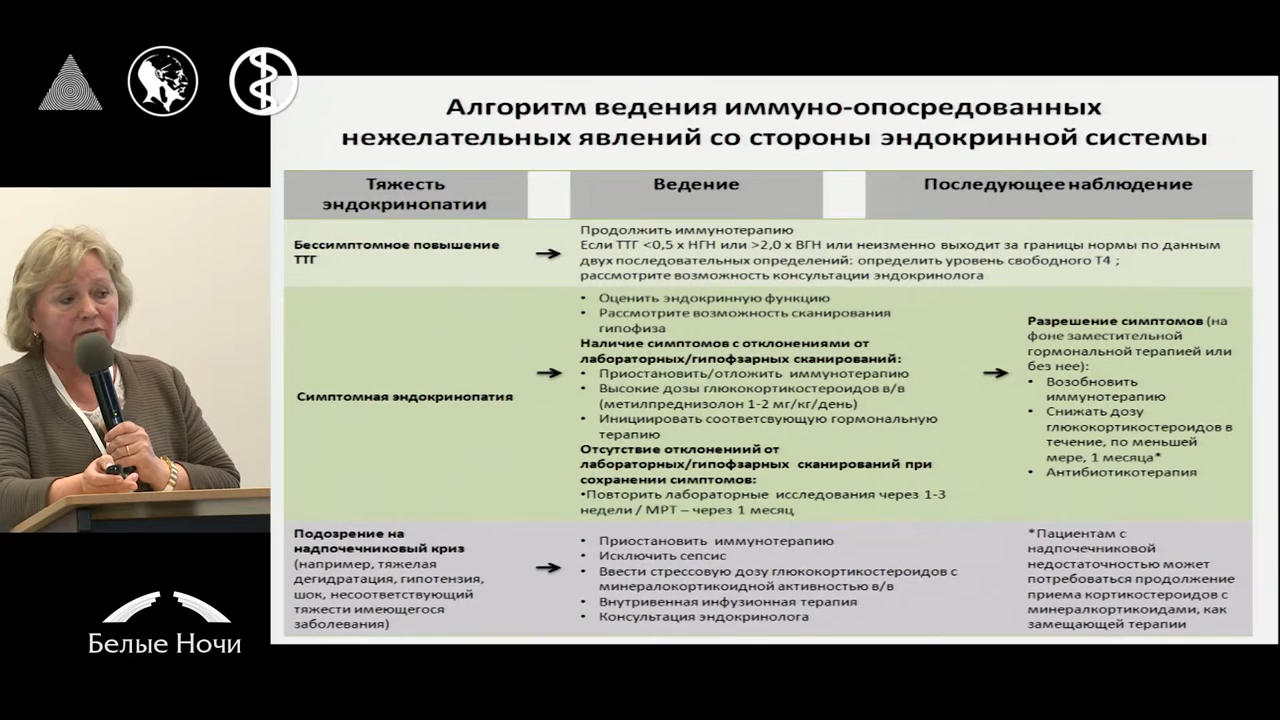 Алгоритм ведения иммуно-опосредованных
нежелательных явлений со стороны эндокринной системы
Тяжесть
эндокринопатии
Ведение
Последующее наблюдение
Бессимптомное повышение
ТТГ
Продолжить иммунотерапию
Если ТТГ <0,5 х НГН или >2,0 х ВГН или неизменно выходит за границы нормы по данным
двух последовательных определений: определить уровень свободного Т4 ;
рассмотрите возможность консультации эндокринолога
Симптомная эндокринопатия
• Оценить эндокринную функцию
• Рассмотрите возможность сканирования
гипофиза
Наличие симптомов с отклонениями от
лабораторных/гипофзарных сканирований:
• Приостановить/отложить иммунотерапию
• Высокие дозы глюкокортикостероидов в/в
(метилпреднизолон 1-2 мг/кг/день)
• Инициировать соответсвующую гормональную
терапию
Отсутствие отклонениий от
лабораторных/гипофзарных сканирований при
сохранении симптомов:
•Повторить лабораторные исследования через 1-3
недели / МРТ – через 1 месяц
Разрешение симптомов (на
фоне заместительной
гормональной терапией или
без нее):
• Возобновить
иммунотерапию
• Снижать дозу
глюкокортикостероидов в
течение, по меньшей
мере, 1 месяца*
• Антибиотикотерапия
Подозрение на
надпочечниковый криз
(например, тяжелая
дегидратация, гипотензия,
шок, несоответствующий
тяжести имеющегося
заболевания)
• Приостановить иммунотерапию
• Исключить сепсис
• Ввести стрессовую дозу глюкокортикостероидов с
минералокортикоидной активностью в/в
• Внутривенная инфузионная терапия
• Консультация эндокринолога
*Пациентам с
надпочечниковой
недостаточностью может
потребоваться продолжение
приема кортикостероидов с
минералкортикоидами, как
замещающей терапии
Белые Ночи